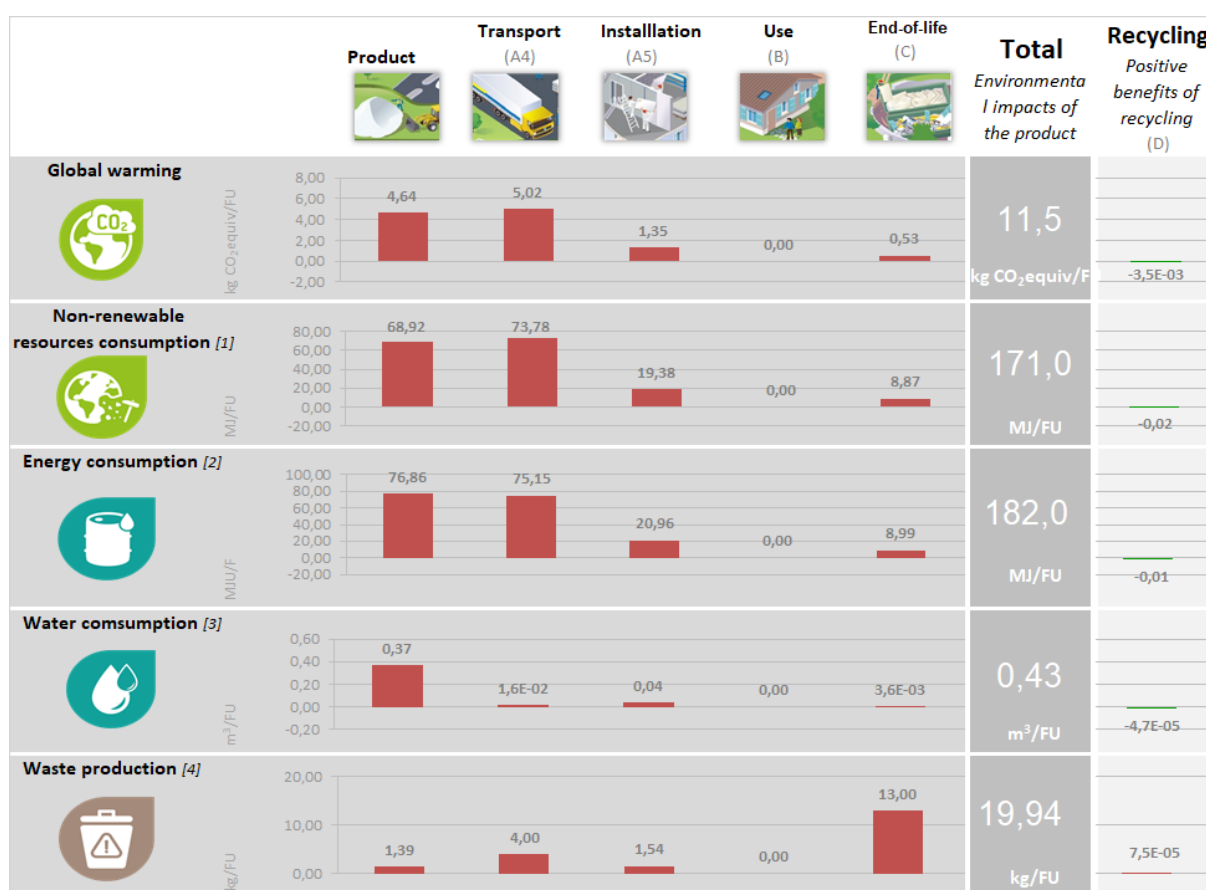 Product
Transport
(A4)
Installlation
(A5)
Use
(B)
End-of-life
(C)
Total
Environmenta
l impacts of
the product
Recycling
Positive
benefits of
recycling
(D)
Global warming
CO₂
kg CO₂equiv/FU
8,00
6,00
4,00
2,00
0,00
-2,00
4,64
5,02
1,35
0,00
0,53
11,5
kg CO₂equiv/FU
-3,5E-03
Non-renewable
resources consumption [1]
MJ/FU
80,00
60,00
40,00
20,00
0,00
-20,00
68,92
73,78
19,38
0,00
8,87
171,0
MJ/FU
-0,02
Energy consumption [2]
MJU/F
100,00
80,00
60,00
40,00
20,00
0,00
-20,00
76,86
75,15
20,96
0,00
8,99
182,0
MJ/FU
-0,01
Water comsumption [3]
m³/FU
0,60
0,40
0,20
0,00
-0,20
0,37
1,6E-02
0,04
0,00
3,6E-03
0,43
m³/FU
-4,7E-05
Waste production [4]
kg/FU
20,00
10,00
0,00
1,39
4,00
1,54
0,00
13,00
19,94
kg/FU
7,5E-05